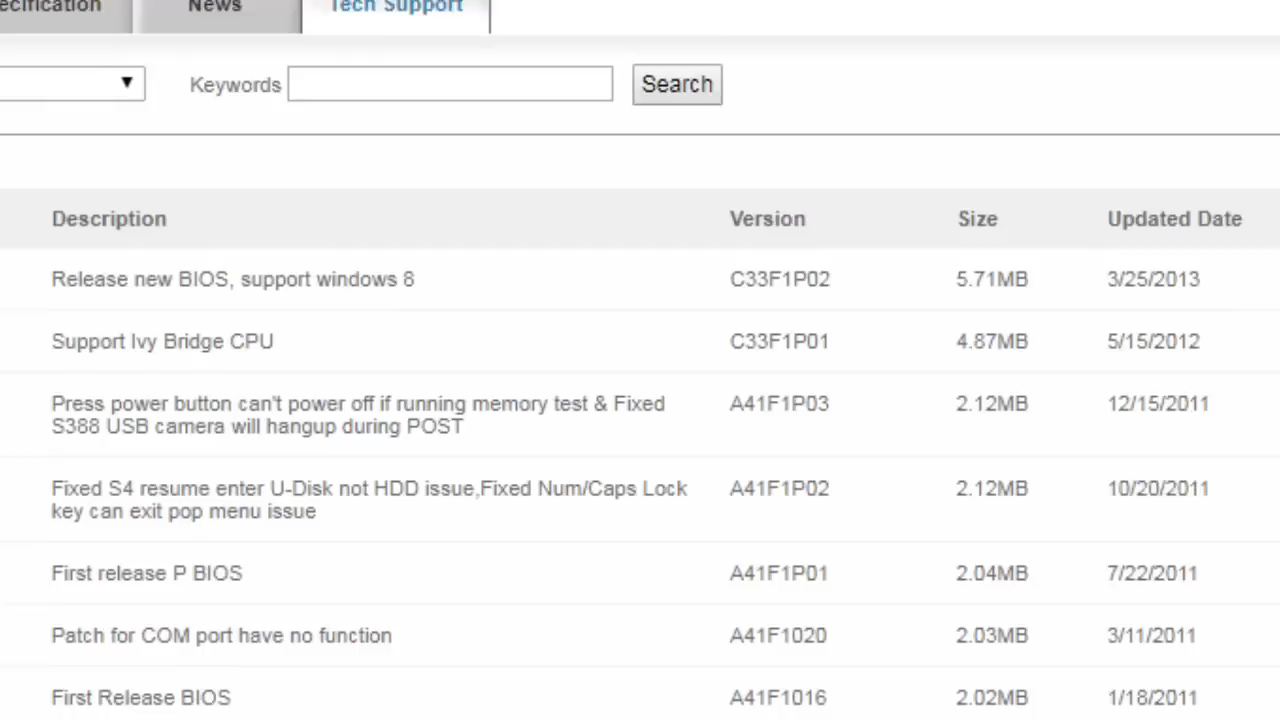 ecification News Tech Support
▼ Keywords Search
Description Version Size Updated Date
Release new BIOS, support windows 8 C33F1P02 5.71MB 3/25/2013
Support Ivy Bridge CPU C33F1P01 4.87MB 5/15/2012
Press power button can't power off if running memory test & Fixed A41F1P03 2.12MB 12/15/2011
S388 USB camera will hangup during POST
Fixed S4 resume enter U-Disk not HDD issue,Fixed Num/Caps Lock A41F1P02 2.12MB 10/20/2011
key can exit pop menu issue
First release P BIOS A41F1P01 2.04MB 7/22/2011
Patch for COM port have no function A41F1020 2.03MB 3/11/2011
First Release BIOS A41F1016 2.02MB 1/18/2011